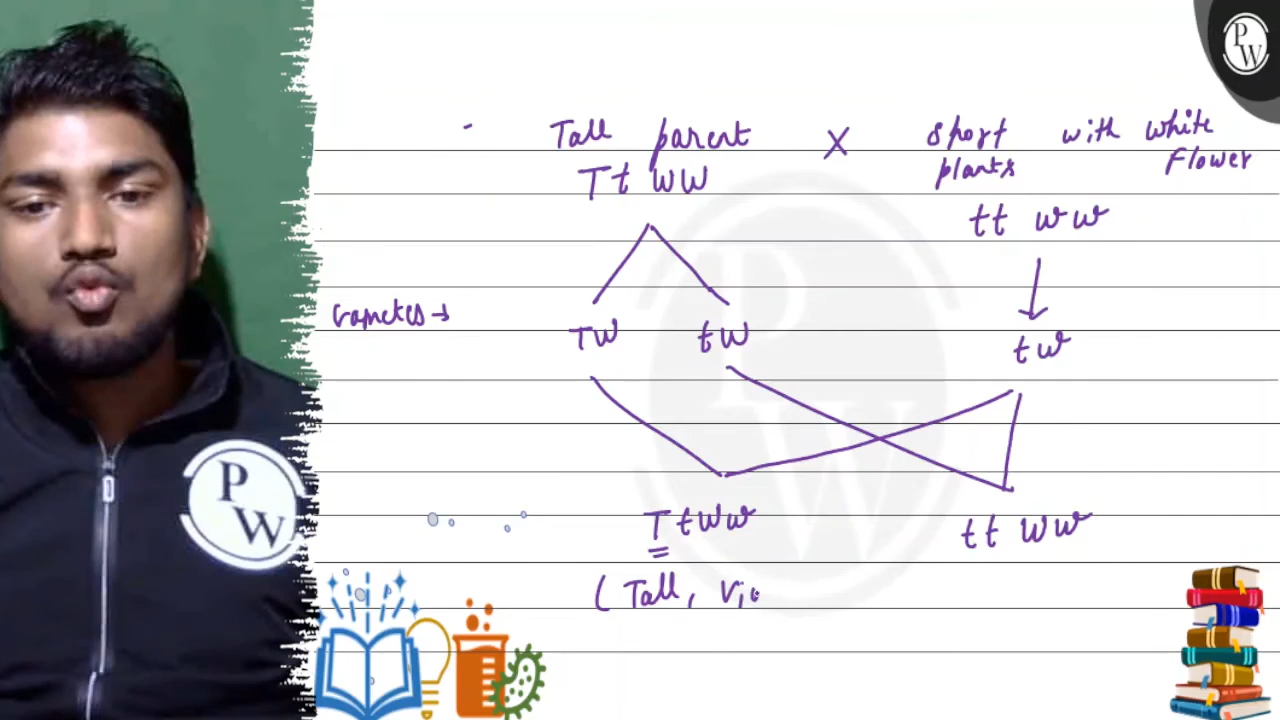 Tall parent X short with white
plants Flower
Tt WW
tt ww
Gametes →
TW tW tw
TtWw tt Ww
( Tall, Vio
P
W
P
W
P
W